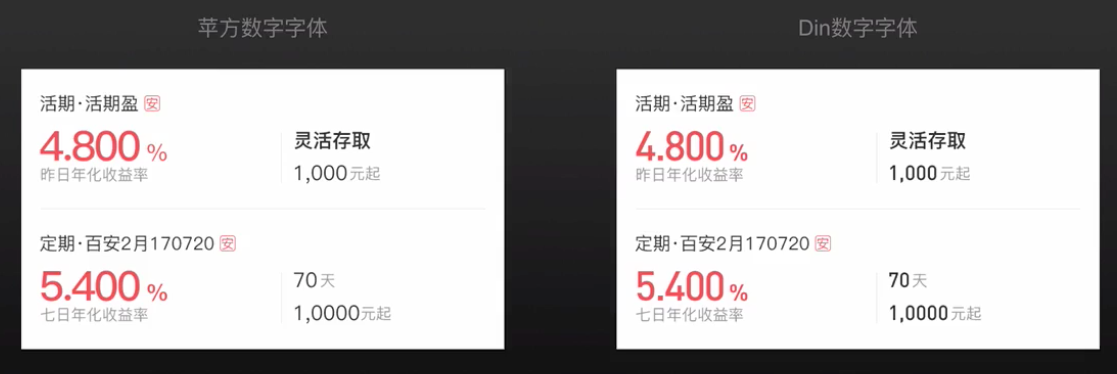 苹方数字字体
活期·活期盈 安
4.800 %
昨日年化收益率
灵活存取
1,000元起
定期·百安2月170720 安
5.400 %
七日年化收益率
70天
1,0000元起
Din数字字体
活期·活期盈 安
4.800 %
昨日年化收益率
灵活存取
1,000元起
定期·百安2月170720 安
5.400 %
七日年化收益率
70天
1,0000元起